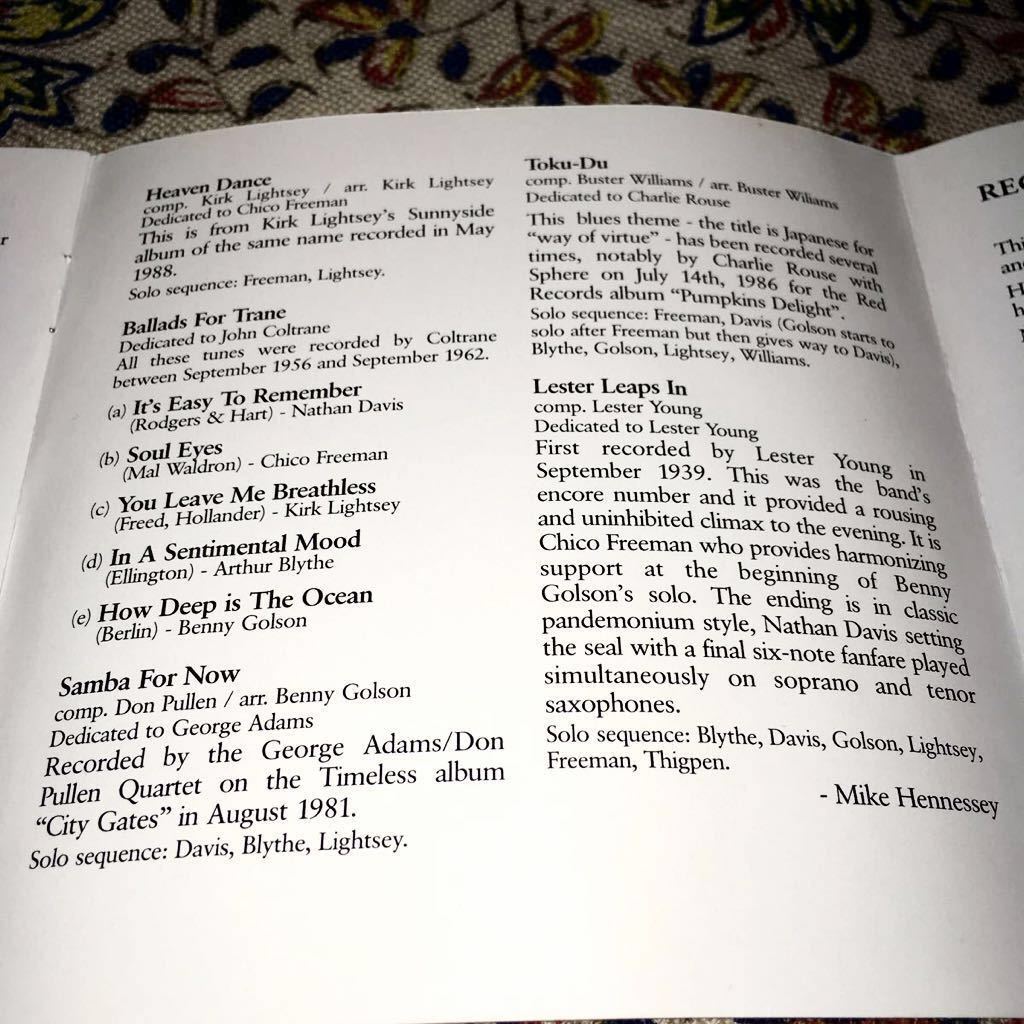 Heaven Dance
comp. Kirk Lightsey / arr. Kirk Lightsey
Dedicated to Chico Freeman
This is from Kirk Lightsey's Sunnyside
album of the same name recorded in May
1988.
Solo sequence: Freeman, Lightsey.
Ballads For Trane
Dedicated to John Coltrane
All these tunes were recorded by Coltrane
between September 1956 and September 1962.
(a) It's Easy To Remember
(Rodgers & Hart) - Nathan Davis
(b) Soul Eyes
(Mal Waldron) - Chico Freeman
(c) You Leave Me Breathless
(Freed, Hollander) - Kirk Lightsey
(d) In A Sentimental Mood
(Ellington) - Arthur Blythe
(e) How Deep is The Ocean
(Berlin) - Benny Golson
Samba For Now
comp. Don Pullen / arr. Benny Golson
Dedicated to George Adams
Recorded by the George Adams/Don
Pullen Quartet on the Timeless album
“City Gates” in August 1981.
Solo sequence: Davis, Blythe, Lightsey.
Toku-Du
comp. Buster Williams / arr. Buster Wiliams
Dedicated to Charlie Rouse
This blues theme - the title is Japanese for
“way of virtue” - has been recorded several
times, notably by Charlie Rouse with
Sphere on July 14th, 1986 for the Red
Records album “Pumpkins Delight”.
Solo sequence: Freeman, Davis (Golson starts to
solo after Freeman but then gives way to Davis),
Blythe, Golson, Lightsey, Williams.
Lester Leaps In
comp. Lester Young
Dedicated to Lester Young
First recorded by Lester Young in
September 1939. This was the band's
encore number and it provided a rousing
and uninhibited climax to the evening. It is
Chico Freeman who provides harmonizing
support at the beginning of Benny
Golson's solo. The ending is in classic
pandemonium style, Nathan Davis setting
the seal with a final six-note fanfare played
simultaneously on soprano and tenor
saxophones.
Solo sequence: Blythe, Davis, Golson, Lightsey,
Freeman, Thigpen.
- Mike Hennessey